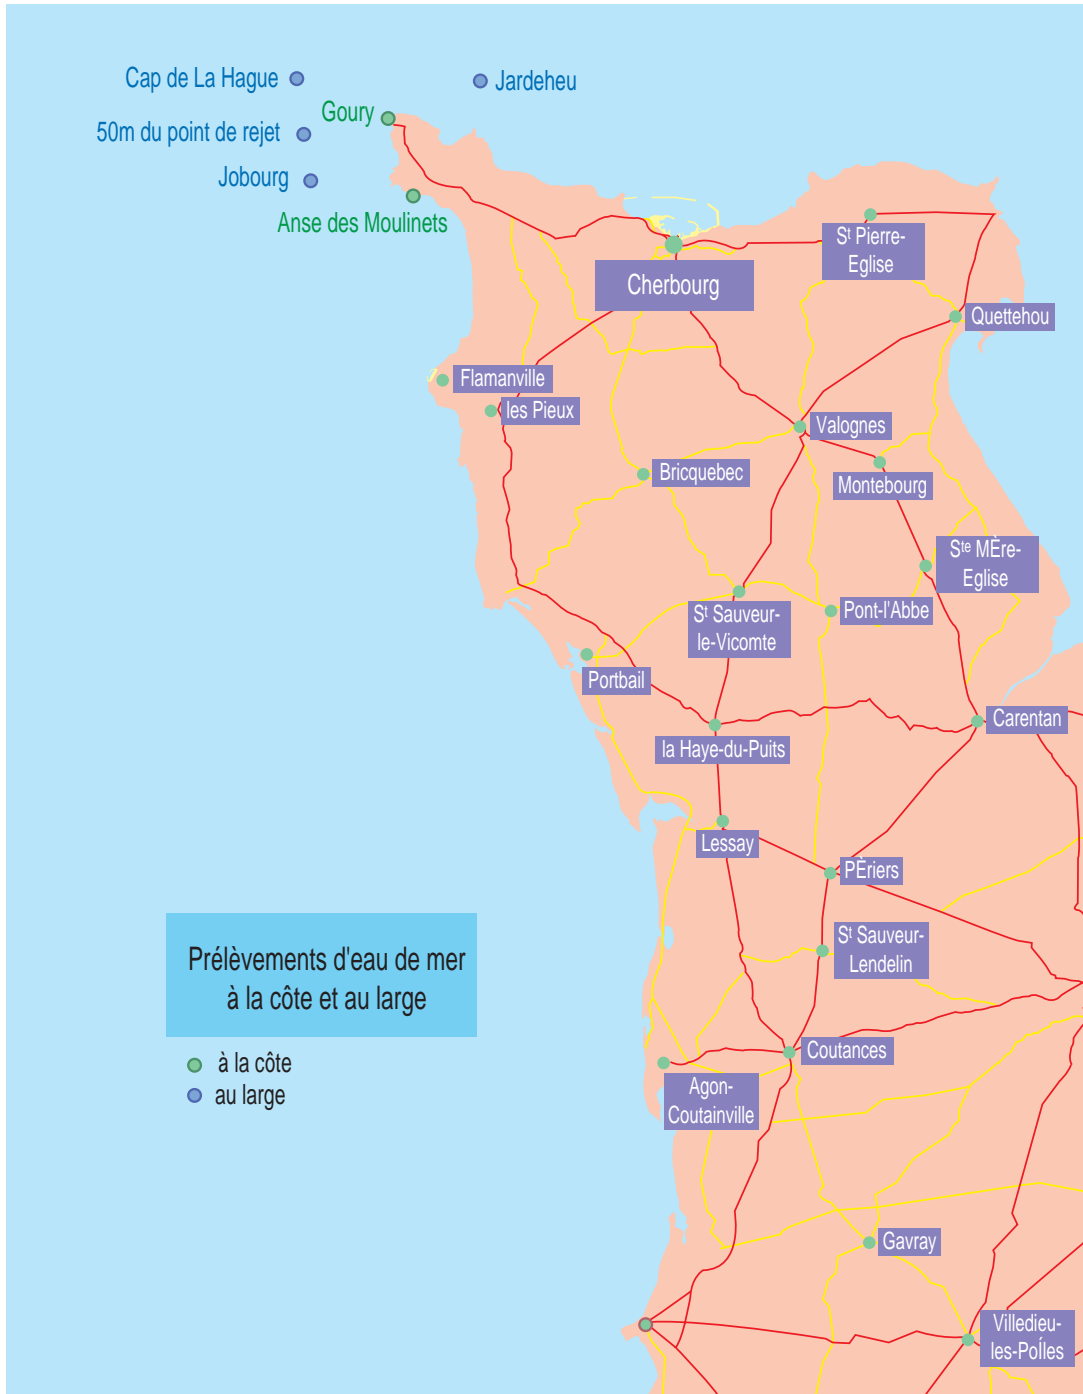 Cap de La Hague
Jardeheu
Goury
50m du point de rejet
Jobourg
Anse des Moulinets
St Pierre-
Eglise
Cherbourg
Quettehou
Flamanville
les Pieux
Valognes
Bricquebec
Montebourg
Ste MÈre-
Eglise
St Sauveur-
le-Vicomte
Pont-l'Abbe
Portbail
Carentan
la Haye-du-Puits
Lessay
PÈriers
St Sauveur-
Lendelin
Prélèvements d'eau de mer
à la côte et au large
Coutances
à la côte
au large
Agon-
Coutainville
Gavray
Villedieu-
les-PoÍles